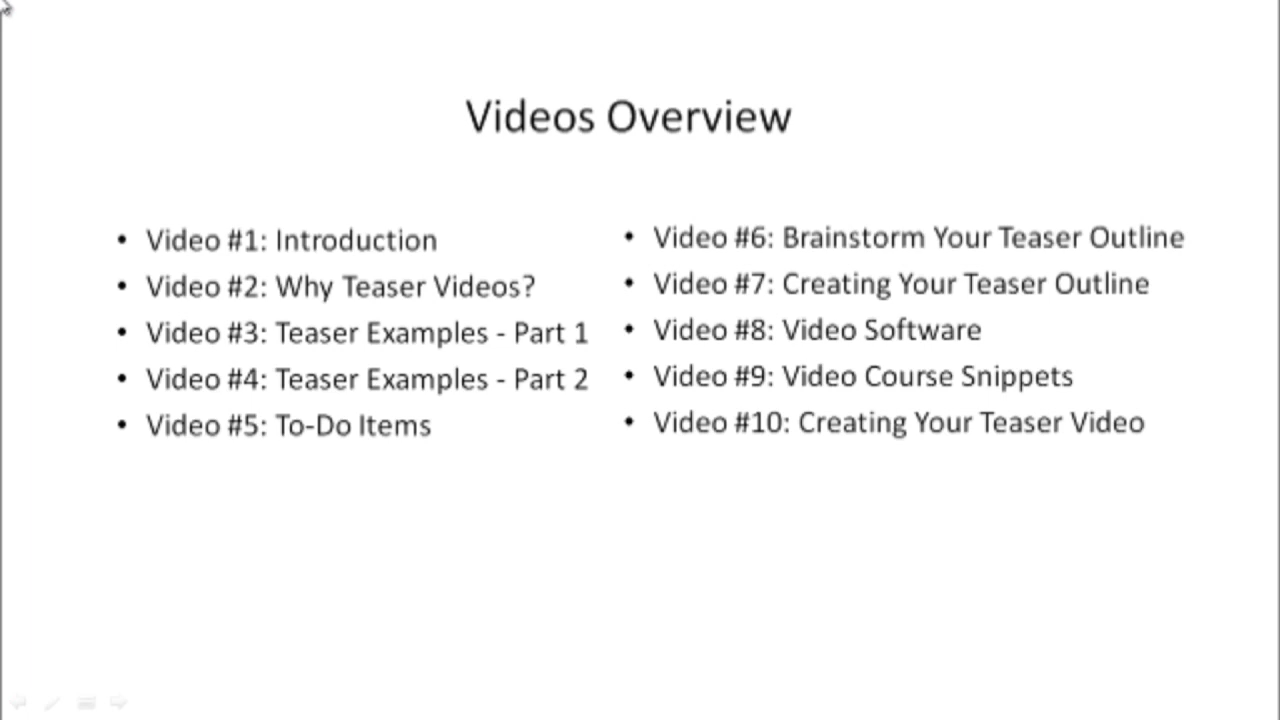 Videos Overview
• Video #1: Introduction
• Video #2: Why Teaser Videos?
• Video #3: Teaser Examples - Part 1
• Video #4: Teaser Examples - Part 2
• Video #5: To-Do Items
• Video #6: Brainstorm Your Teaser Outline
• Video #7: Creating Your Teaser Outline
• Video #8: Video Software
• Video #9: Video Course Snippets
• Video #10: Creating Your Teaser Video